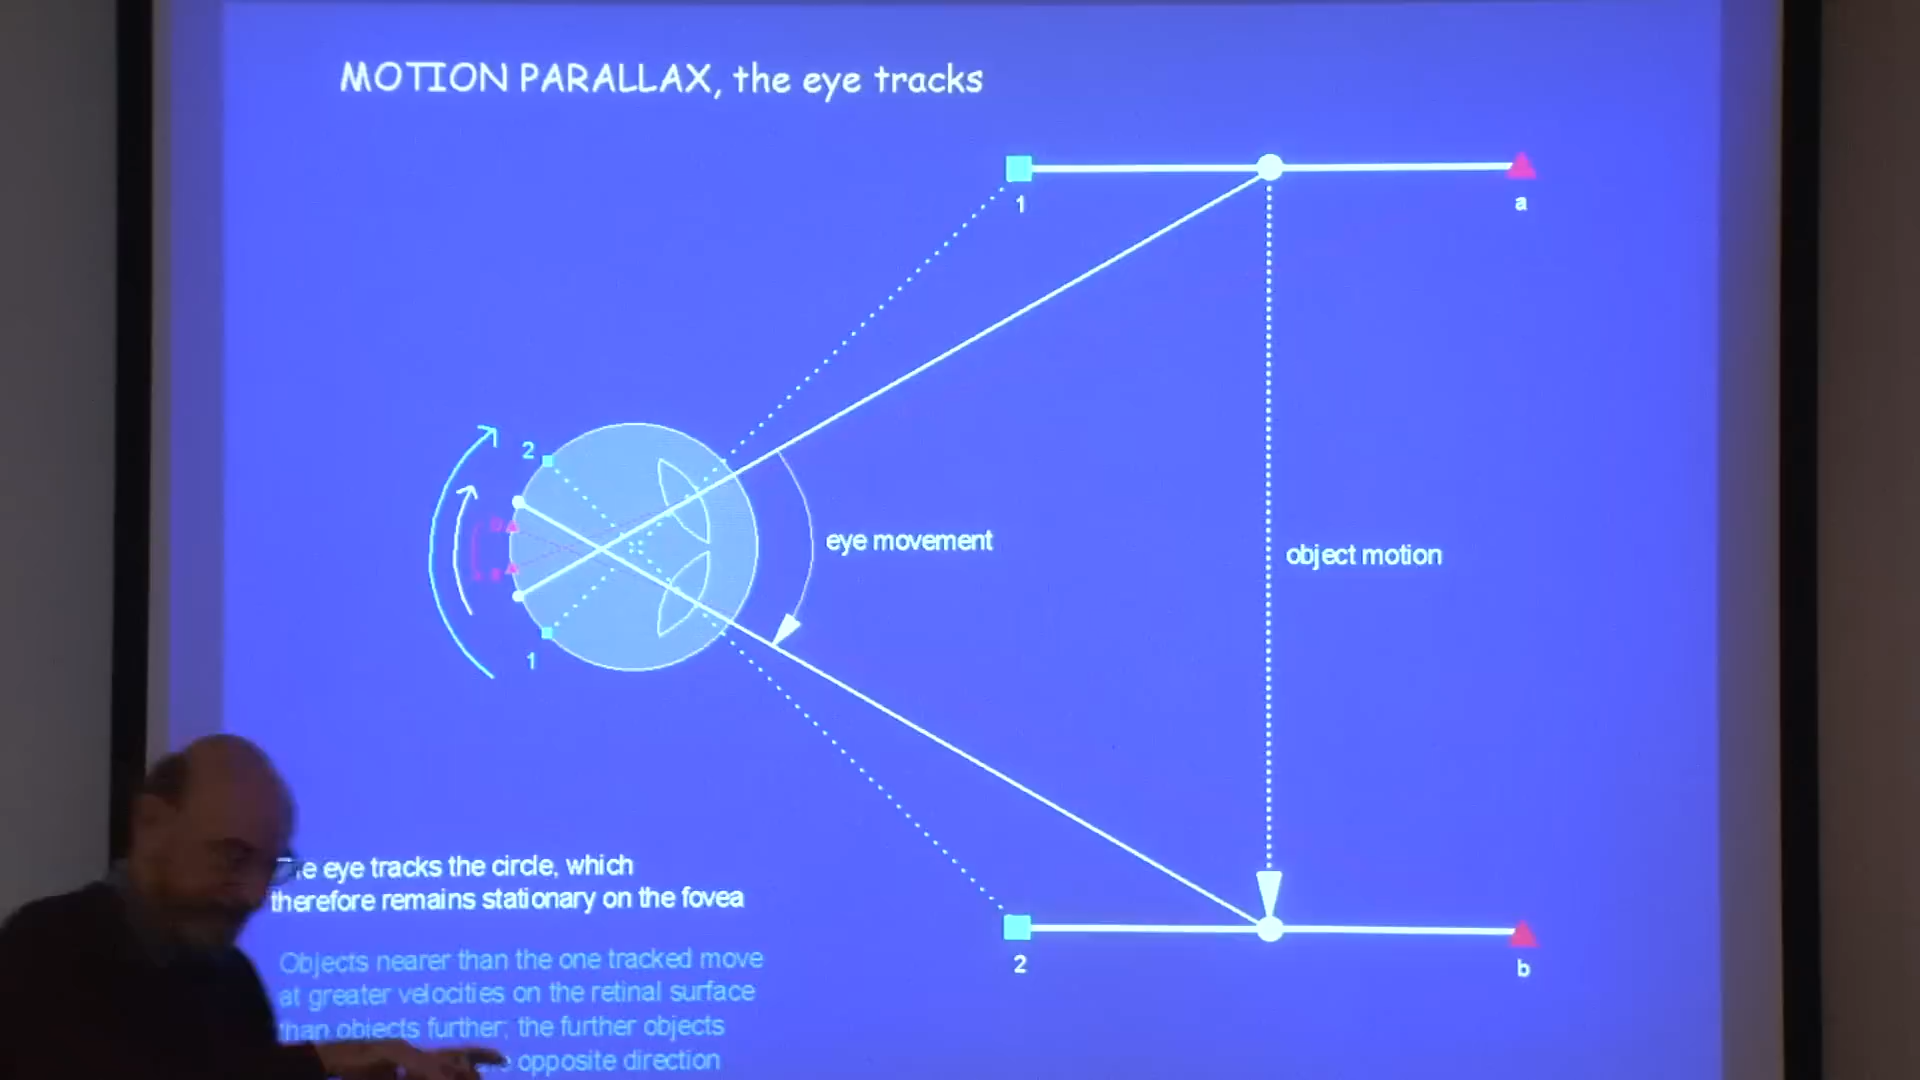 MOTION PARALLAX, the eye tracks
1
a
2
eye movement
object motion
1
e eye tracks the circle, which
therefore remains stationary on the fovea
2
b
Objects nearer than the one tracked move
at greater velocities on the retinal surface
than objects further; the further objects
opposite direction